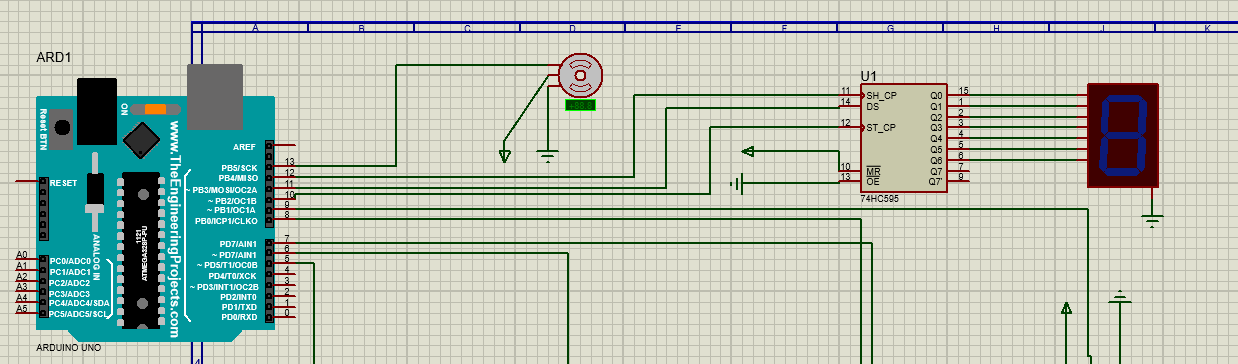 A B C D E F G H J K
ARD1
ON
Reset BTN
www.TheEngineeringProjects.com
AREF
PB5/SCK 13
PB4/MISO 12
~ PB3/MOSI/OC2A 11
~ PB2/OC1B 10
~ PB1/OC1A 9
PB0/ICP1/CLKO 8
RESET
1121
ATMEGA328P-PU
ANALOG IN
PD7/AIN1 7
~ PD7/AIN1 6
~ PD5/T1/OC0B 5
PD4/T0/XCK 4
~ PD3/INT1/OC2B 3
PD2/INT0 2
PD1/TXD 1
PD0/RXD 0
A0 PC0/ADC0
A1 PC1/ADC1
A2 PC2/ADC2
A3 PC3/ADC3
A4 PC4/ADC4/SDA
A5 PC5/ADC5/SCL
ARDUINO UNO
4
U1
11 SH_CP Q0 15
14 DS Q1 1
Q2 2
12 ST_CP Q3 3
Q4 4
Q5 5
Q6 6
10 MR Q7 7
13 OE Q7' 9
74HC595